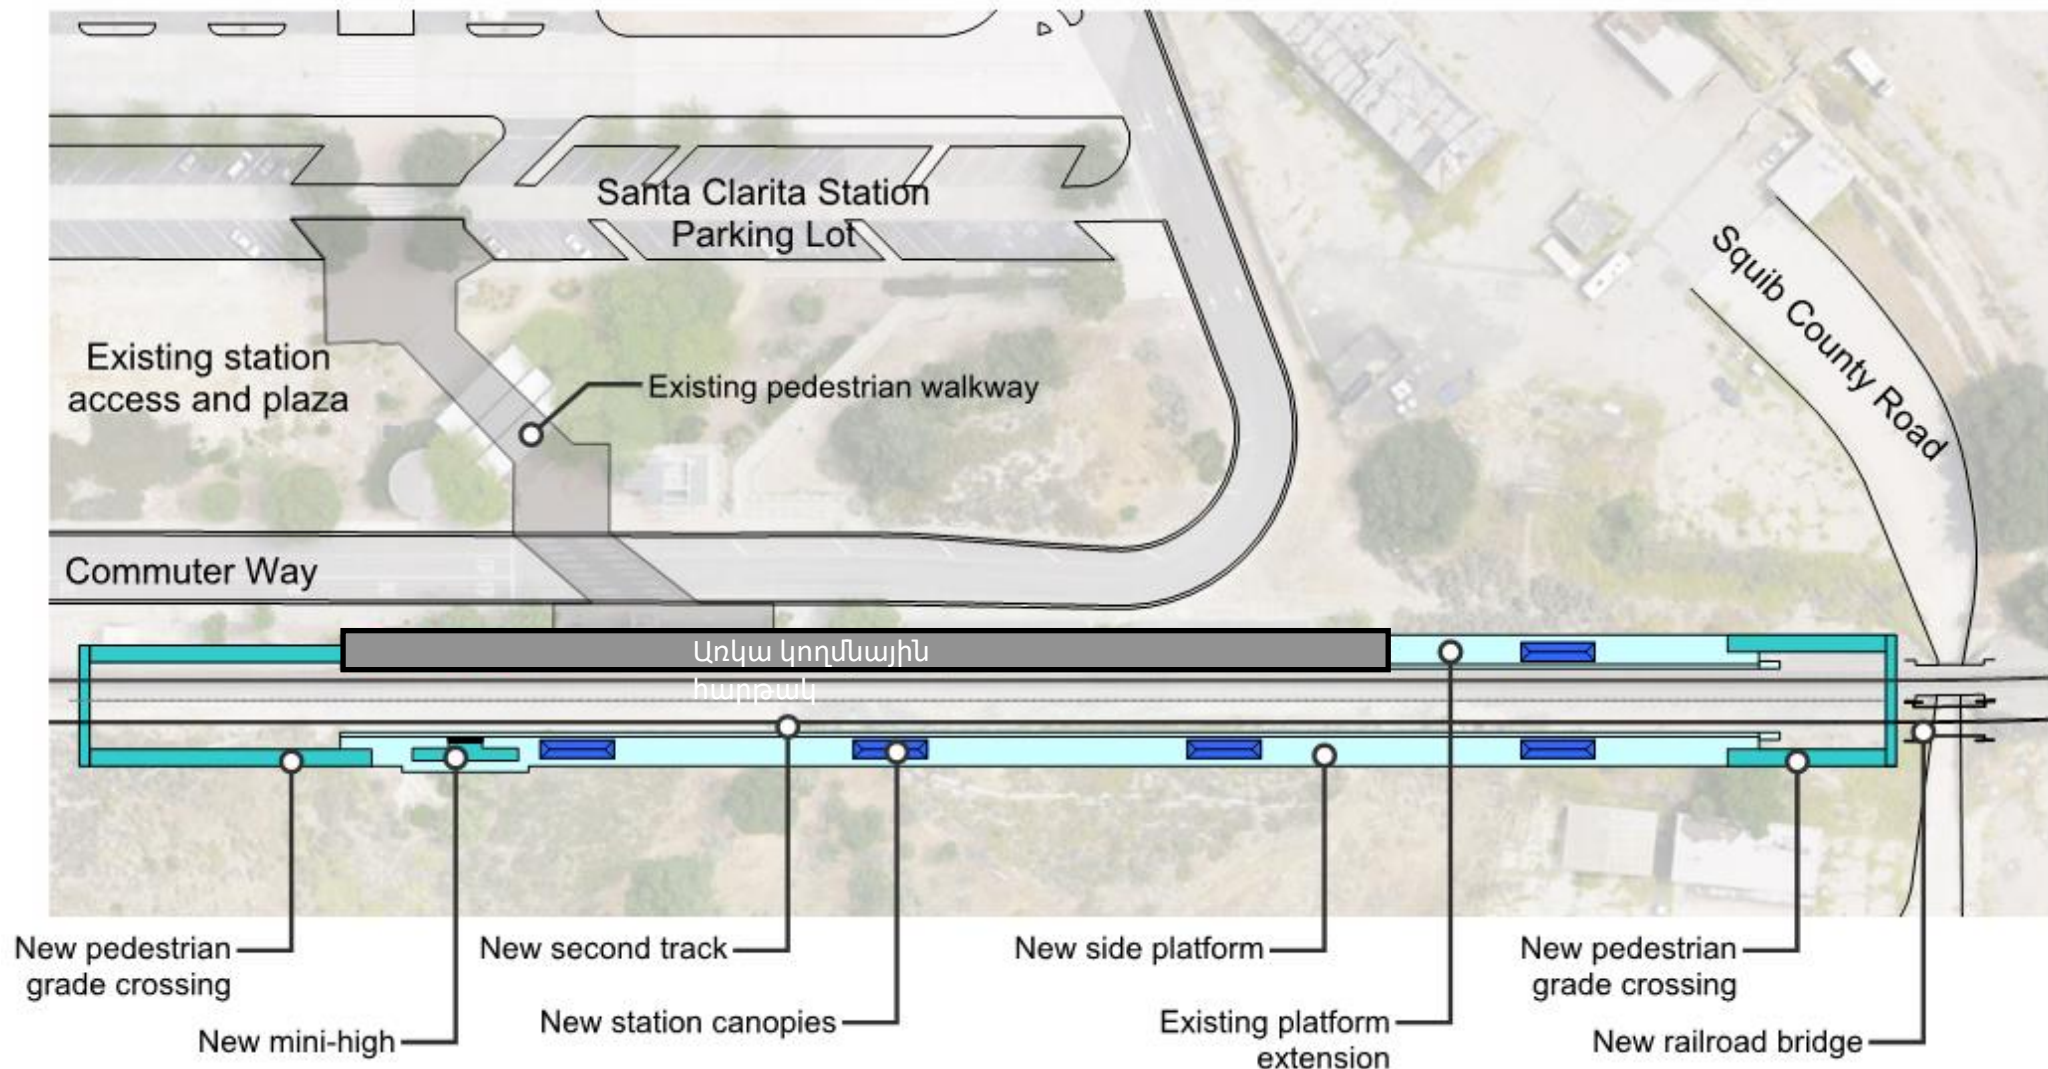 Santa Clarita Station
Parking Lot
Squib County Road
Existing station
access and plaza
Existing pedestrian walkway
Commuter Way
Առկա կողմնային
հարթակ
New pedestrian
grade crossing
New mini-high
New second track
New station canopies
New side platform
Existing platform
extension
New pedestrian
grade crossing
New railroad bridge